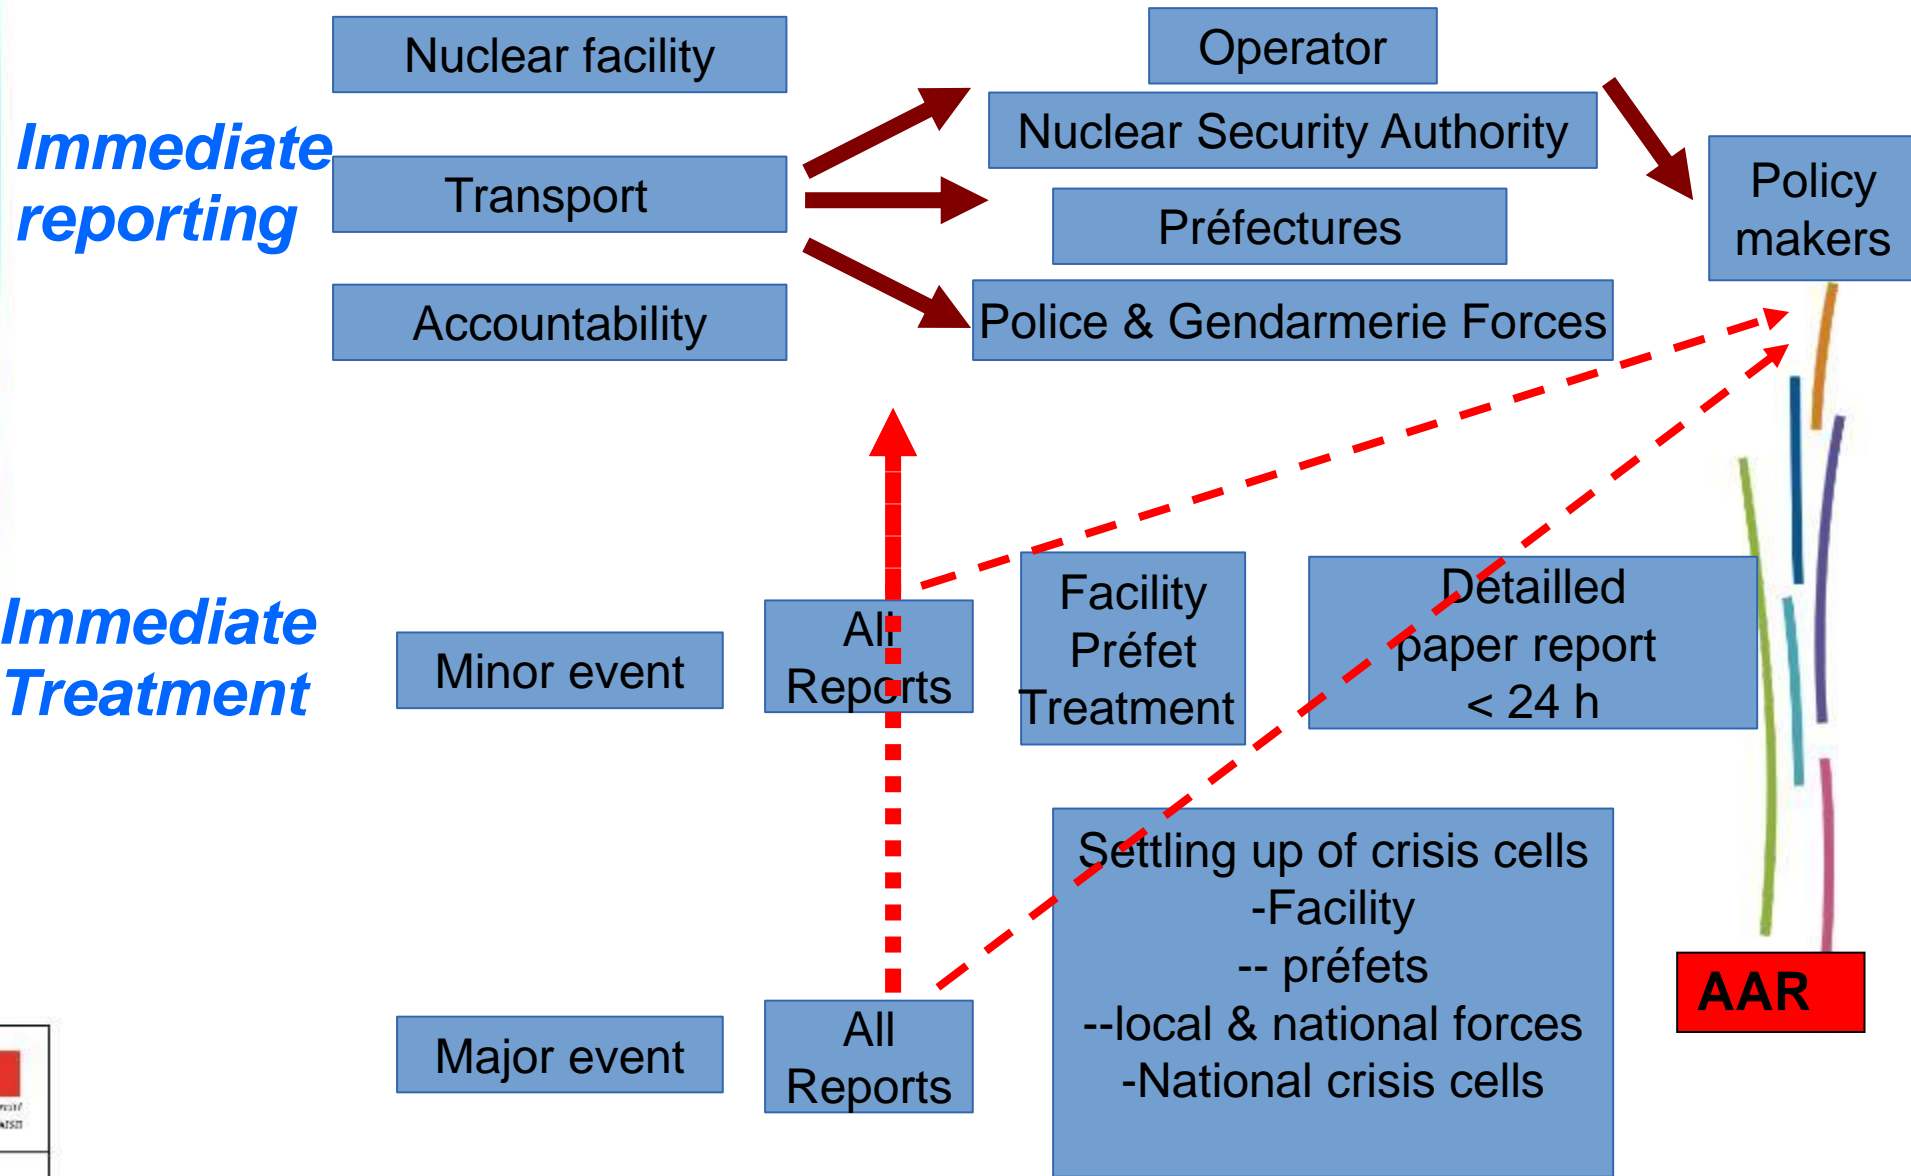 Immediate
reporting
Nuclear facility
Transport
Accountability
Operator
Nuclear Security Authority
Préfectures
Police & Gendarmerie Forces
Policy
makers
Immediate
Treatment
Minor event
All
Reports
Facility
Préfet
Treatment
Detailled
paper report
< 24 h
Major event
All
Reports
Settling up of crisis cells
-Facility
-- préfets
--local & national forces
-National crisis cells
AAR